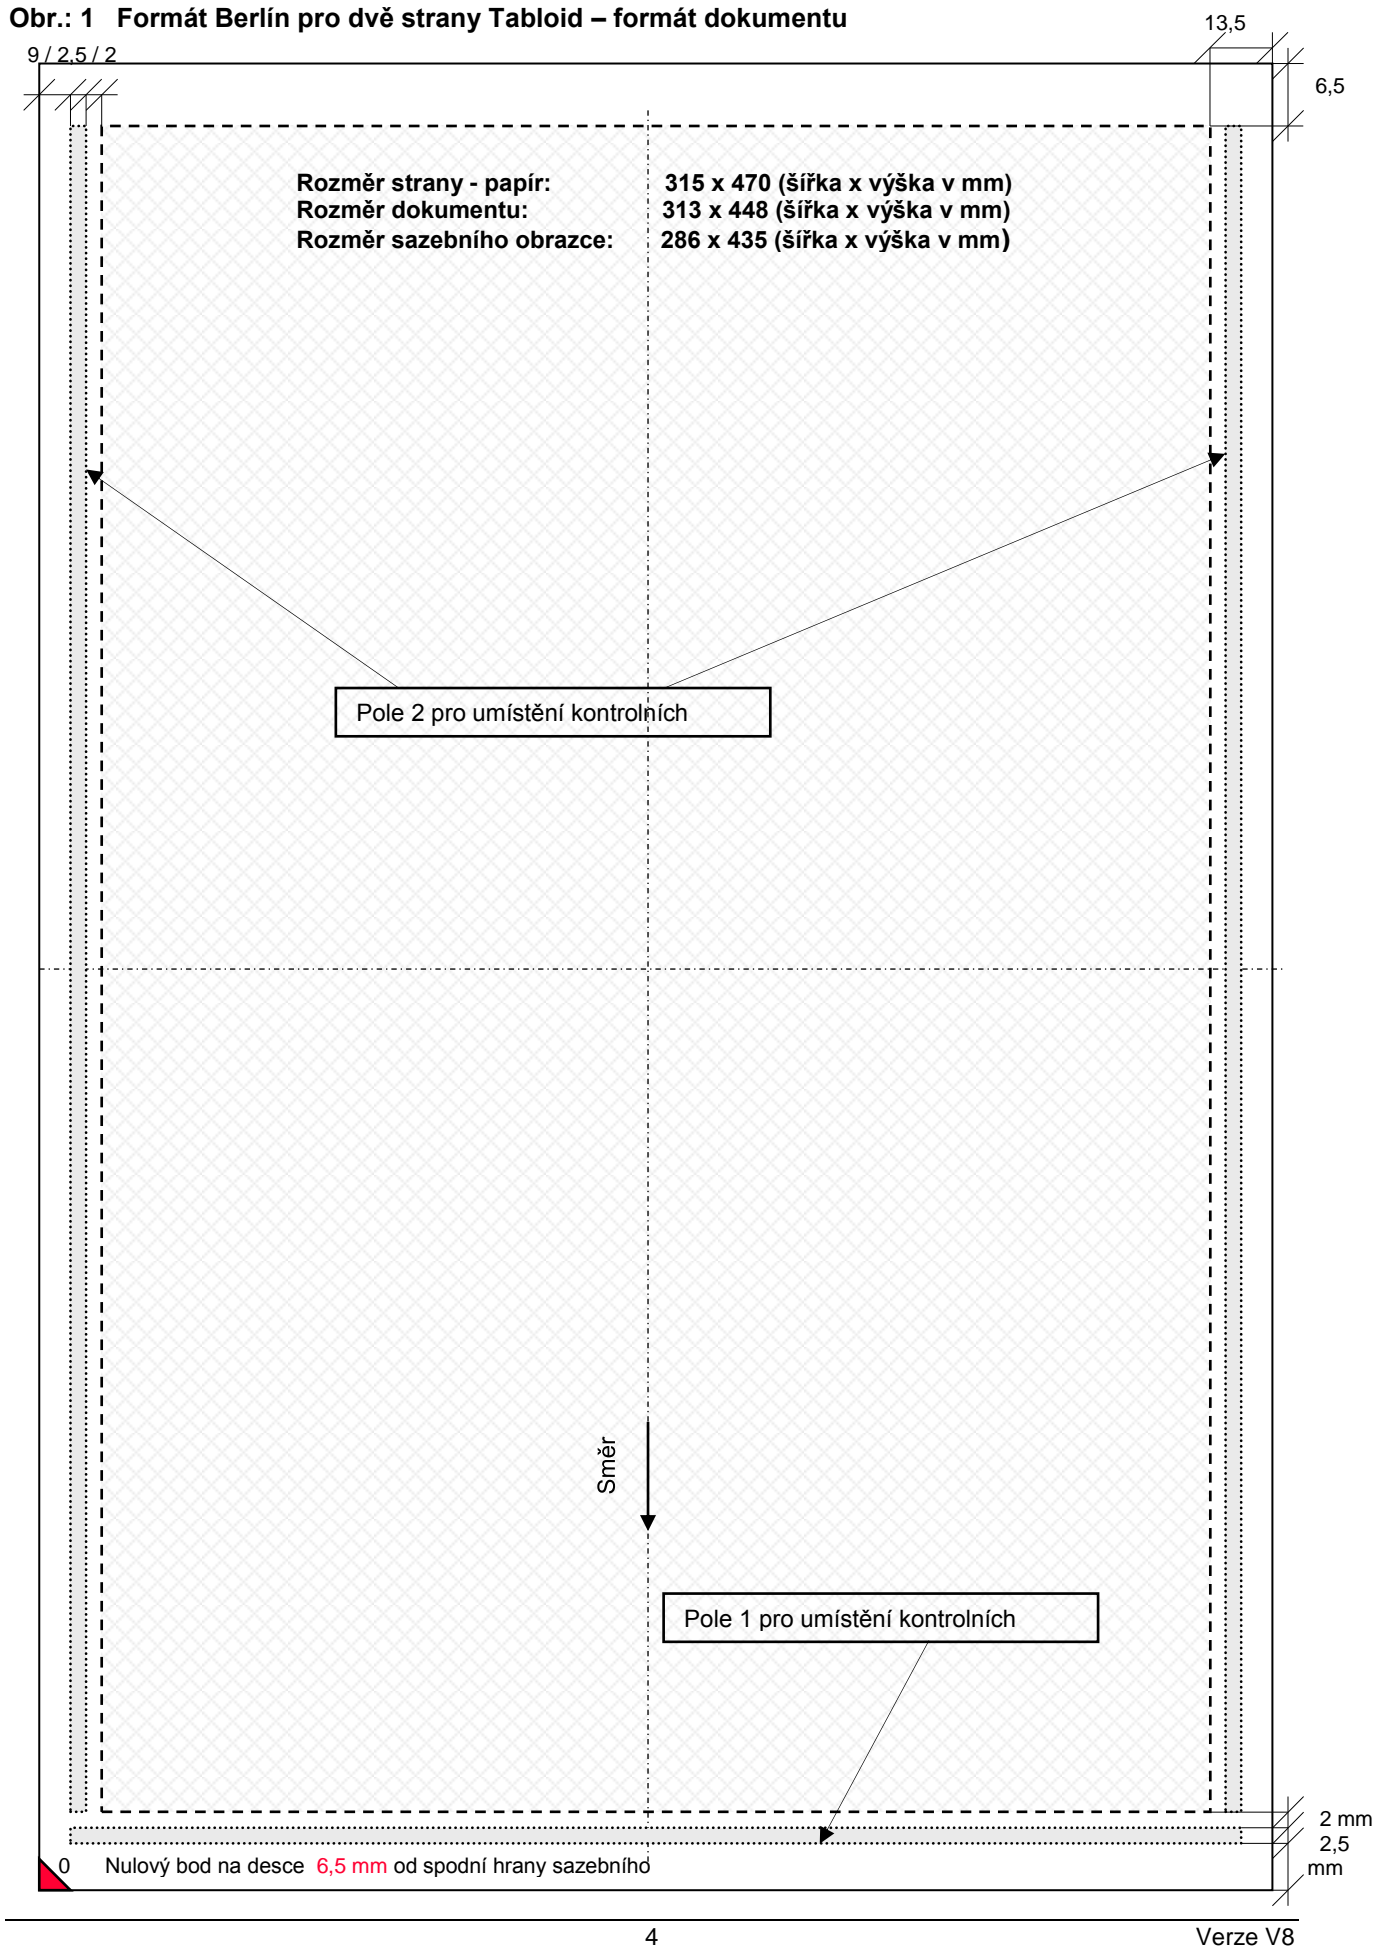 Obr.: 1 Formát Berlín pro dvě strany Tabloid – formát dokumentu
13,5
9 / 2,5 / 2
6,5
Rozměr strany - papír: 315 x 470 (šířka x výška v mm)
Rozměr dokumentu: 313 x 448 (šířka x výška v mm)
Rozměr sazebního obrazce: 286 x 435 (šířka x výška v mm)
Pole 2 pro umístění kontrolních
Směr
Pole 1 pro umístění kontrolních
2 mm
2,5
mm
0 Nulový bod na desce 6,5 mm od spodní hrany sazebního
4 Verze V8